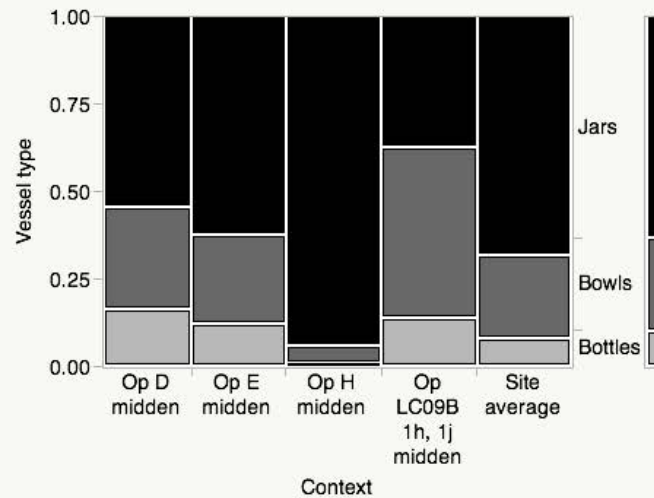 1.00
0.75
0.50
0.25
0.00
Vessel type
Jars
Bowls
Bottles
Op D
midden
Op E
midden
Op H
midden
Op
LC09B
1h, 1j
midden
Site
average
Context